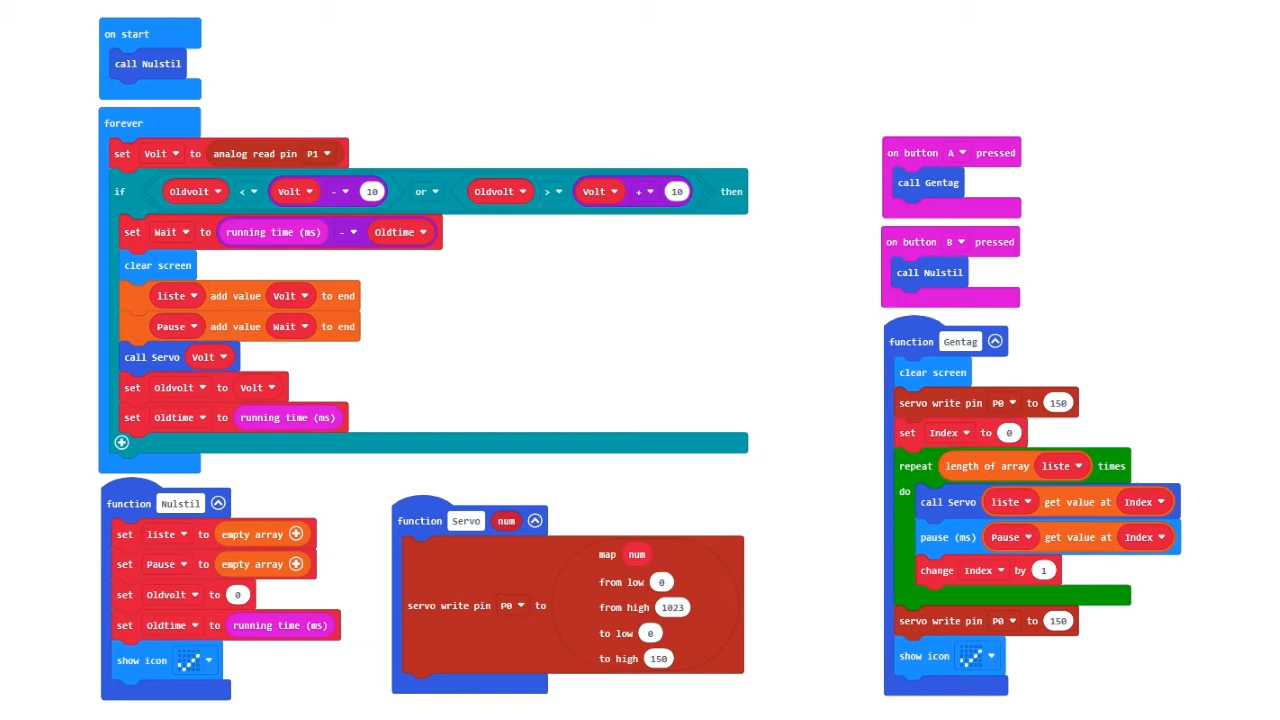 on start
call Nulstil
forever
set Volt to analog read pin P1
if Oldvolt < Volt - 10 or Oldvolt > Volt + 10 then
set Wait to running time (ms) - Oldtime
clear screen
liste add value Volt to end
Pause add value Wait to end
call Servo Volt
set Oldvolt to Volt
set Oldtime to running time (ms)
function Nulstil
set liste to empty array
set Pause to empty array
set Oldvolt to 0
set Oldtime to running time (ms)
show icon
function Servo num
servo write pin P0 to
map num
from low 0
from high 1023
to low 0
to high 150
on button A pressed
call Gentag
on button B pressed
call Nulstil
function Gentag
clear screen
servo write pin P0 to 150
set Index to 0
repeat length of array liste times
do
call Servo liste get value at Index
pause (ms) Pause get value at Index
change Index by 1
servo write pin P0 to 150
show icon